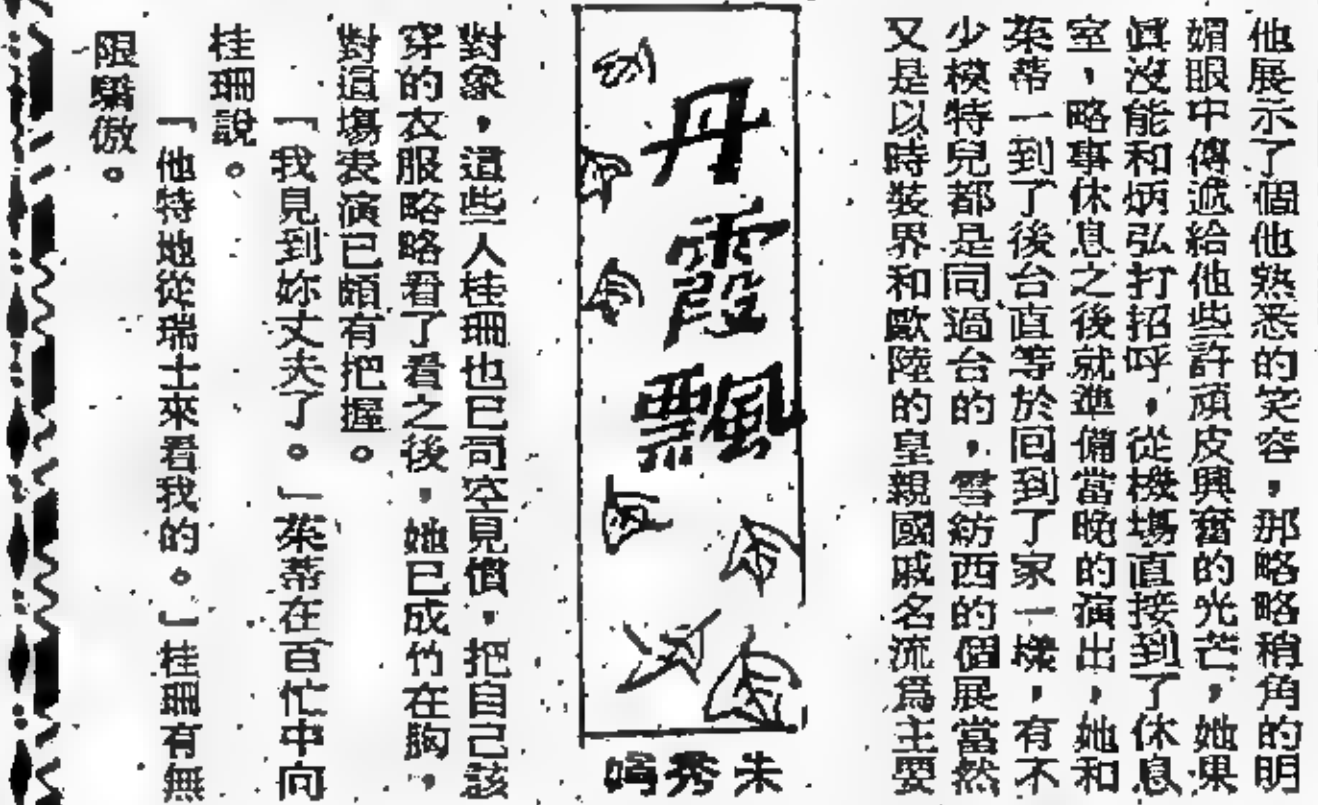 他展示了個他熟悉的笑容，那略略稍角的明
媚眼中傳遞給他些許頑皮興奮的光芒，她果
眞沒能和炳弘打招呼，從機場直接到了休息
室，略事休息之後就準備當晚的演出，她和
茱蒂一到了後台直等於回到了家一樣，有不
少模特兒都是同過台的，雪紡西的個展當然
又是以時裝界和歐陸的皇親國戚名流爲主要
丹霞飄
朱秀娟
對象，這些人桂珊也已司空見慣，把自己該
穿的衣服略略看了看之後，她已成竹在胸，
對這場表演已頗有把握。
「我見到妳丈夫了。」茱蒂在百忙中向
桂珊說。
「他特地從瑞士來看我的。」桂珊有無
限驕傲。